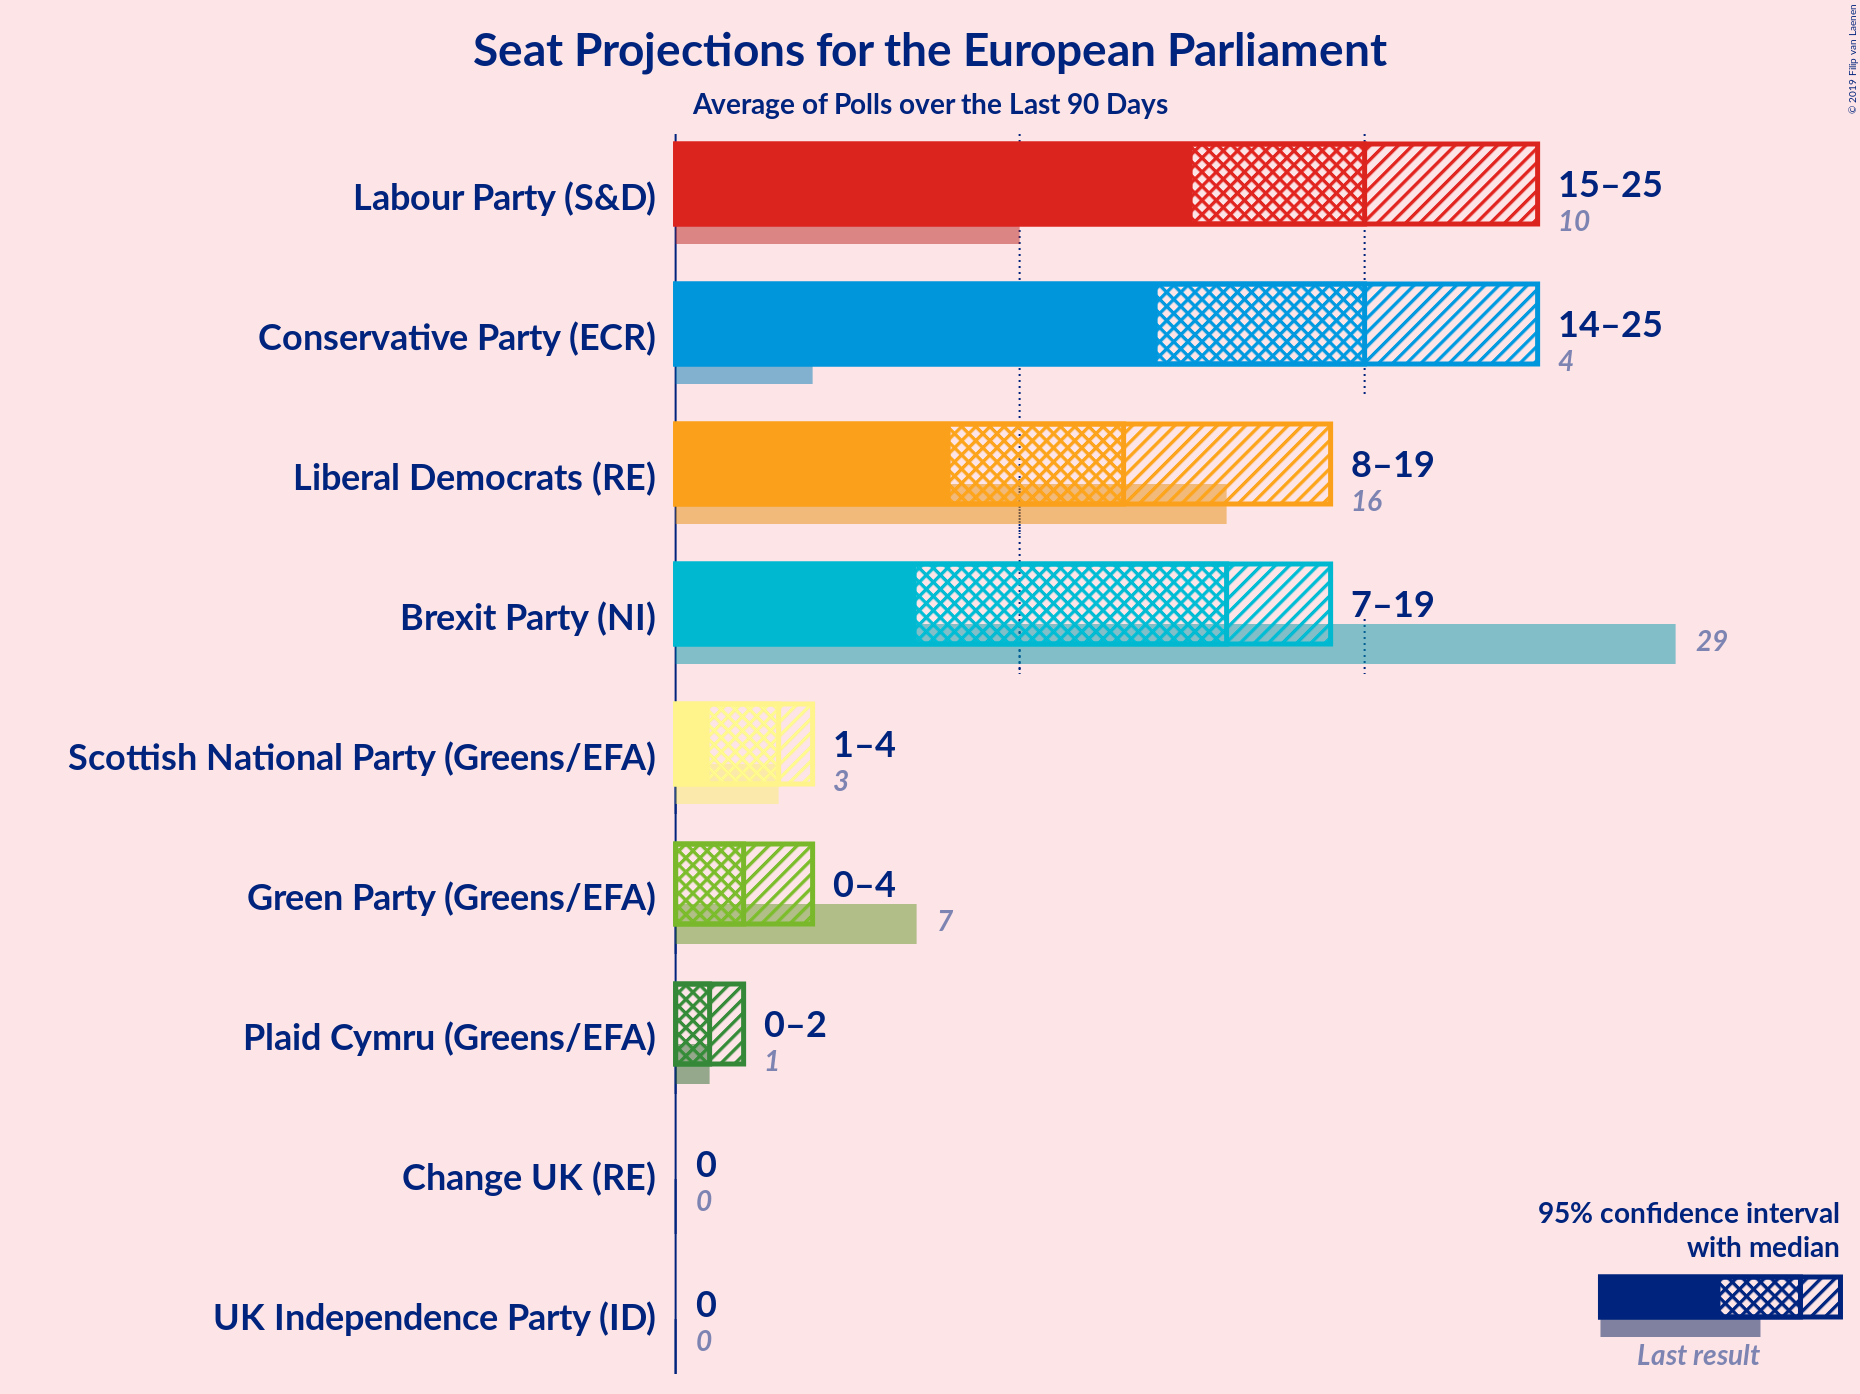 Seat Projections for the European Parliament
Average of Polls over the Last 90 Days
© 2019 Filip van Laenen
Labour Party (S&D)
15–25
10
Conservative Party (ECR)
14–25
4
Liberal Democrats (RE)
8–19
16
Brexit Party (NI)
7–19
29
Scottish National Party (Greens/EFA)
1–4
3
Green Party (Greens/EFA)
0–4
7
Plaid Cymru (Greens/EFA)
0–2
1
Change UK (RE)
0
0
UK Independence Party (ID)
0
0
95% confidence interval
with median
Last result